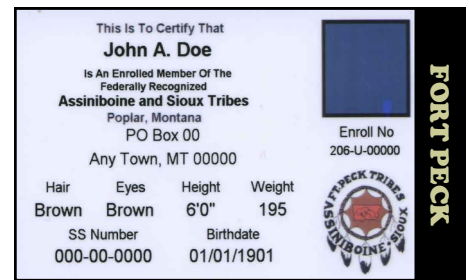 This Is To Certify That
John A. Doe
Is An Enrolled Member Of The
Federally Recognized
Assiniboine and Sioux Tribes
Poplar, Montana
PO Box 00
Any Town, MT 00000
Hair Eyes Height Weight
Brown Brown 6'0" 195
SS Number Birthdate
000-00-0000 01/01/1901
Enroll No
206-U-00000
FT. PECK TRIBES
ASSINIBOINE SIOUX
FORT PECK